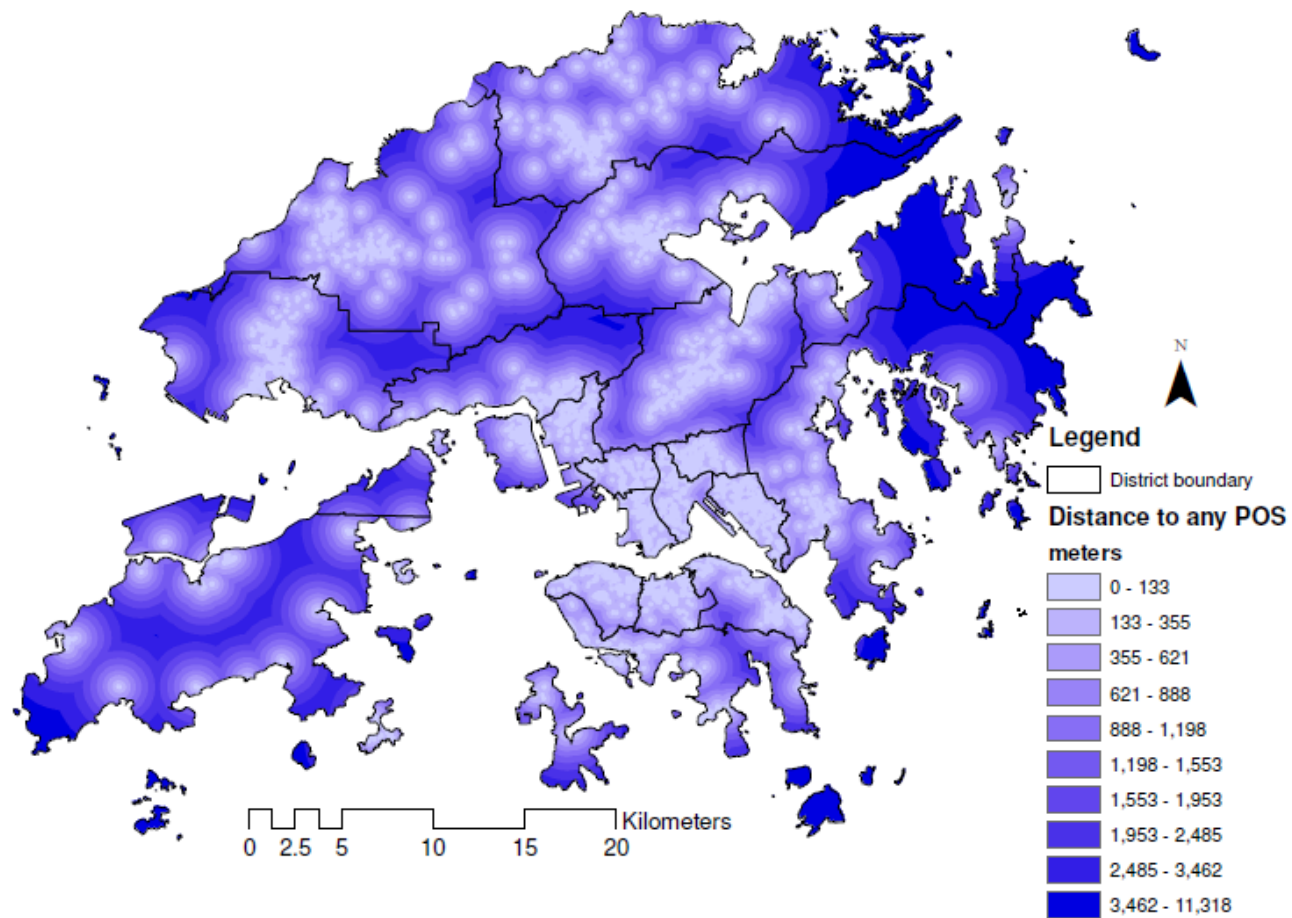 N
Legend
District boundary
Distance to any POS
meters
0 - 133
133 - 355
355 - 621
621 - 888
888 - 1,198
1,198 - 1,553
1,553 - 1,953
1,953 - 2,485
2,485 - 3,462
3,462 - 11,318
Kilometers
0 2.5 5 10 15 20